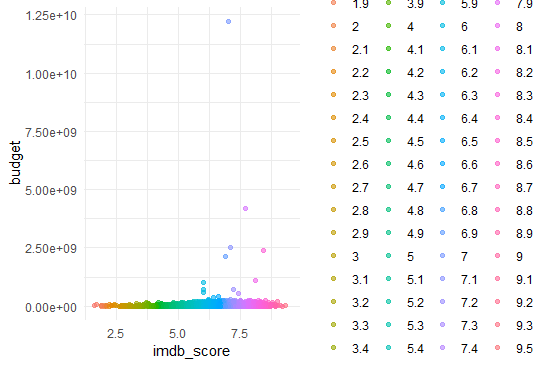 1.25e+10
1.00e+10
7.50e+09
5.00e+09
2.50e+09
0.00e+00
budget
2.5 5.0 7.5
imdb_score
1.9 3.9 5.9 7.9
2 4 6 8
2.1 4.1 6.1 8.1
2.2 4.2 6.2 8.2
2.3 4.3 6.3 8.3
2.4 4.4 6.4 8.4
2.5 4.5 6.5 8.5
2.6 4.6 6.6 8.6
2.7 4.7 6.7 8.7
2.8 4.8 6.8 8.8
2.9 4.9 6.9 8.9
3 5 7 9
3.1 5.1 7.1 9.1
3.2 5.2 7.2 9.2
3.3 5.3 7.3 9.3
3.4 5.4 7.4 9.5